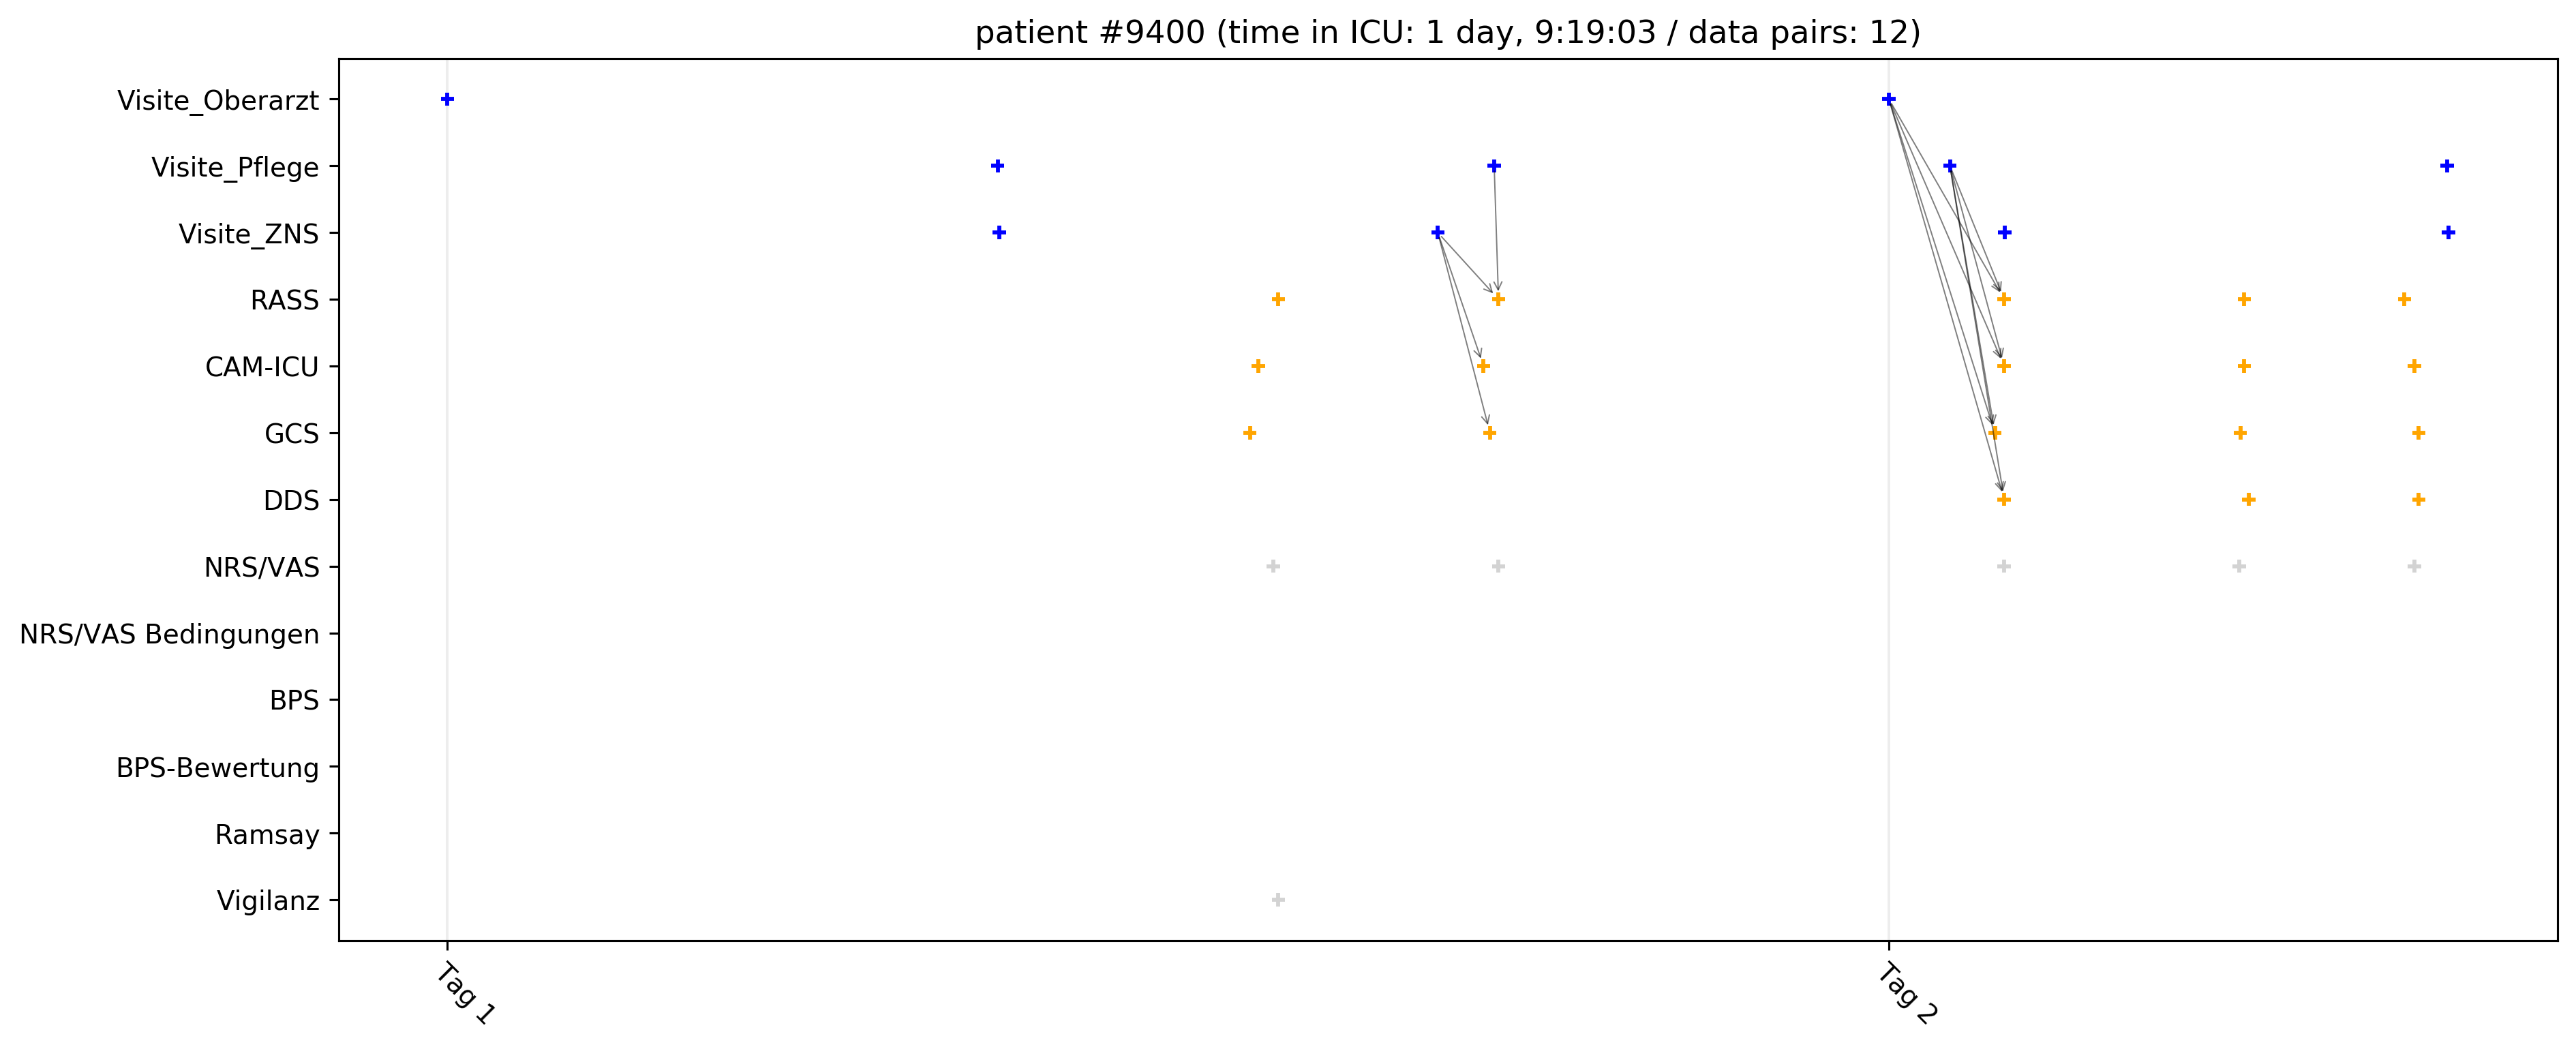 patient #9400 (time in ICU: 1 day, 9:19:03 / data pairs: 12)
Visite_Oberarzt
Visite_Pflege
Visite_ZNS
RASS
CAM-ICU
GCS
DDS
NRS/VAS
NRS/VAS Bedingungen
BPS
BPS-Bewertung
Ramsay
Vigilanz
Tag 1
Tag 2